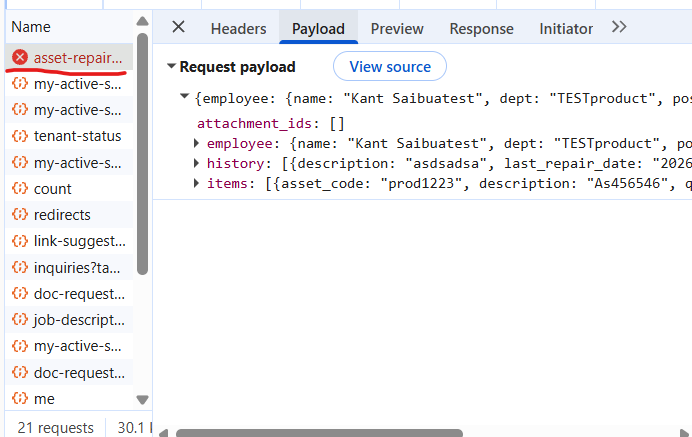 Name
asset-repair...
my-active-s...
my-active-s...
tenant-status
my-active-s...
count
redirects
link-suggest...
inquiries?ta...
doc-request...
job-descript...
my-active-s...
doc-request...
me
21 requests 30.1
Headers Payload Preview Response Initiator
Request payload View source
{employee: {name: "Kant Saibuatest", dept: "TESTproduct", pos
attachment_ids: []
employee: {name: "Kant Saibuatest", dept: "TESTproduct", po
history: [{description: "asdsadsa", last_repair_date: "2026
items: [{asset_code: "prod1223", description: "As456546", q